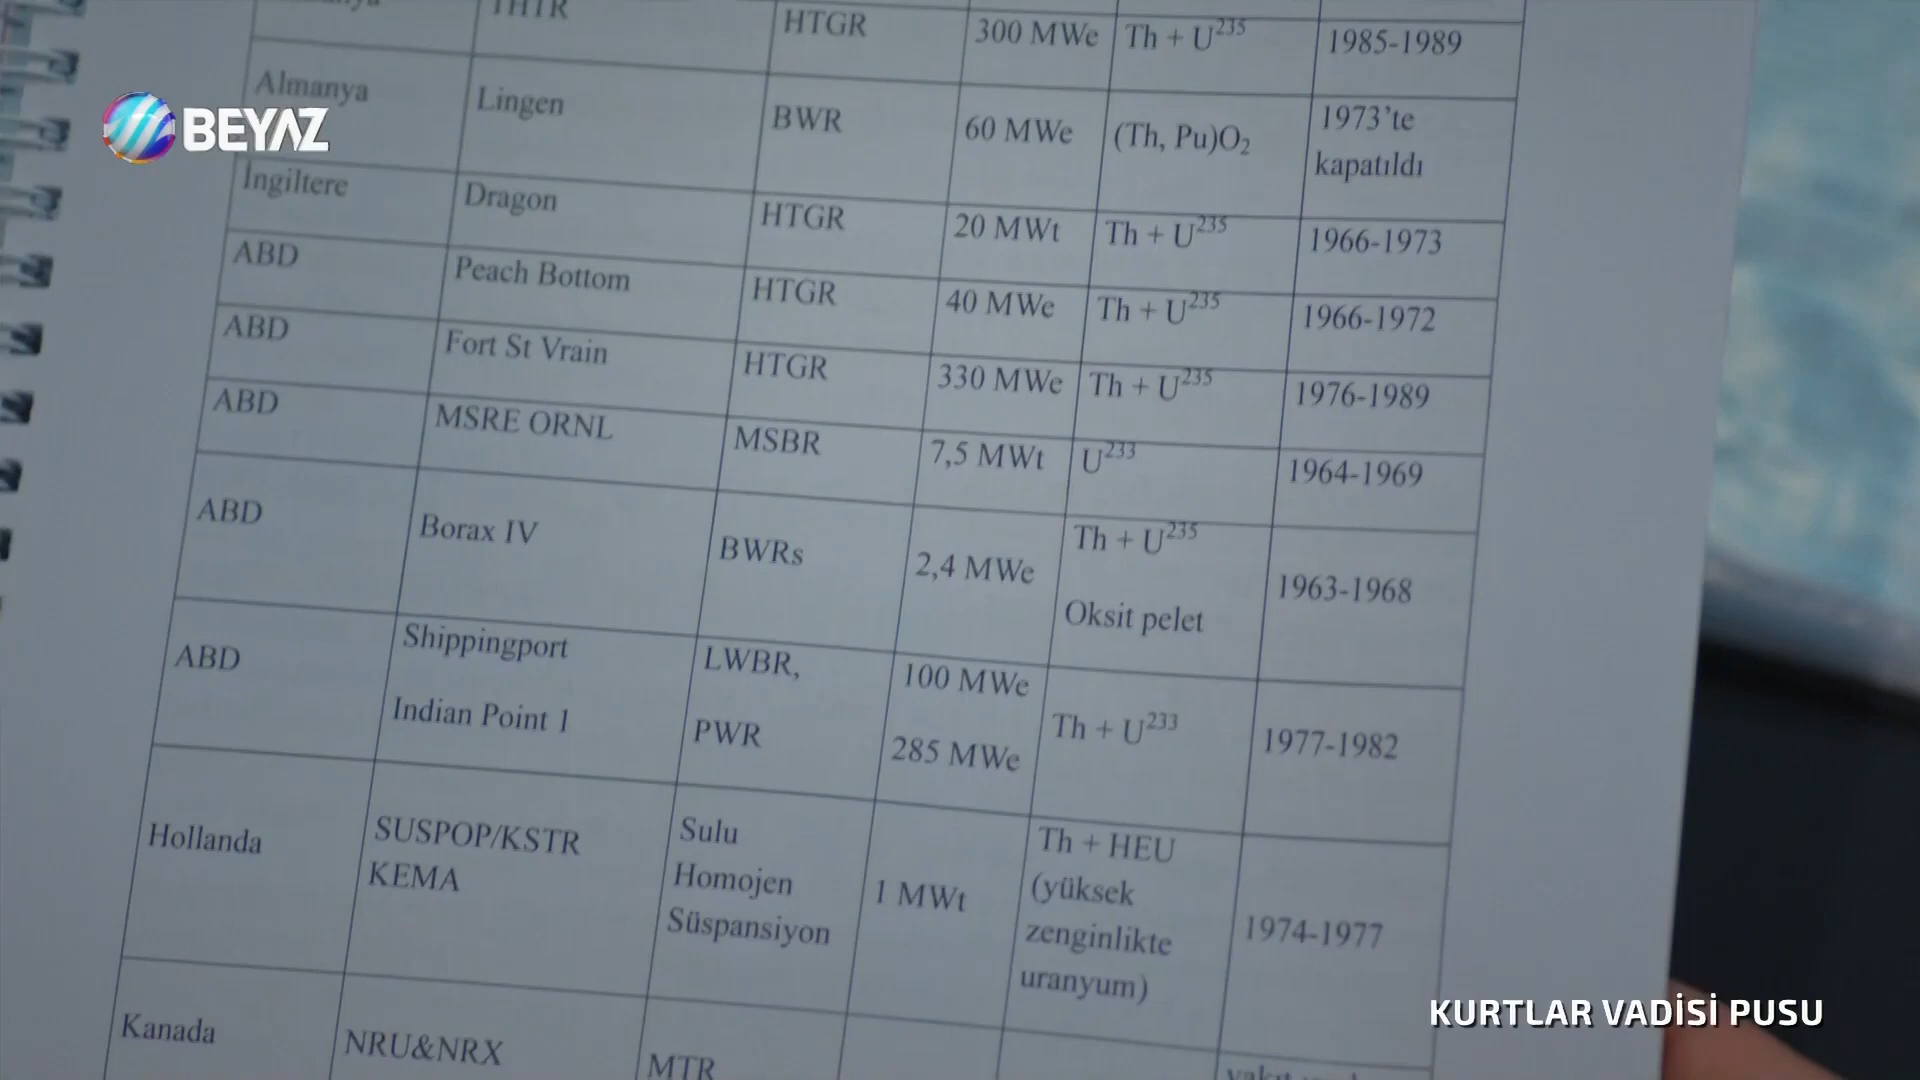 THTR HTGR 300 MWe Th + U235 1985-1989
BEYAZ
Almanya Lingen BWR 60 MWe (Th, Pu)O2 1973’te
kapatıldı
İngiltere Dragon HTGR 20 MWt Th + U235 1966-1973
ABD Peach Bottom HTGR 40 MWe Th + U235 1966-1972
ABD Fort St Vrain HTGR 330 MWe Th + U235 1976-1989
ABD MSRE ORNL MSBR 7,5 MWt U233 1964-1969
ABD Borax IV BWRs 2,4 MWe Th + U235 1963-1968
Oksit pelet
ABD Shippingport LWBR, 100 MWe Th + U233 1977-1982
Indian Point 1 PWR 285 MWe
Hollanda SUSPOP/KSTR Sulu 1 MWt Th + HEU 1974-1977
KEMA Homojen (yüksek
Süspansiyon zenginlikte
uranyum)
Kanada NRU&NRX MTR
KURTLAR VADİSİ PUSU